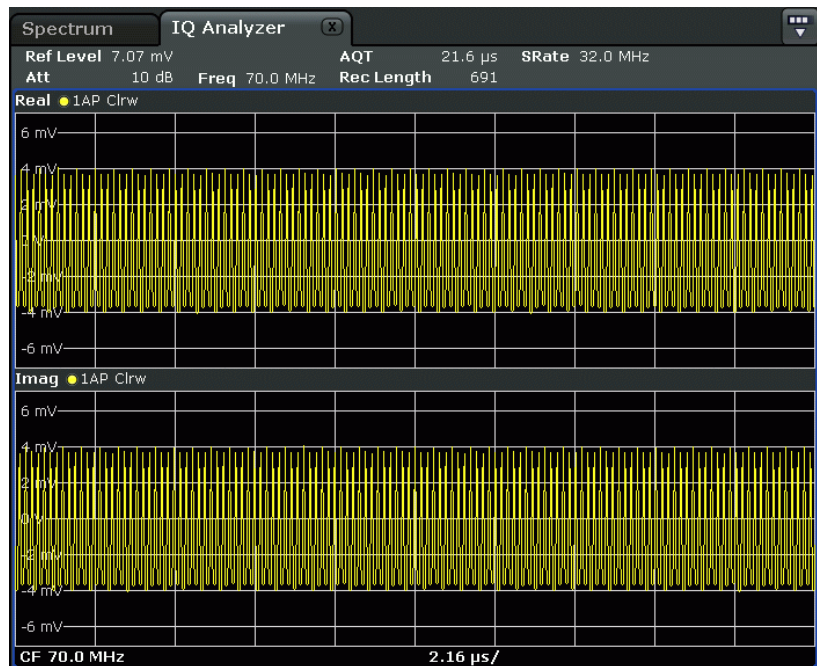 Spectrum IQ Analyzer X
Ref Level 7.07 mV AQT 21.6 µs SRate 32.0 MHz
Att 10 dB Freq 70.0 MHz Rec Length 691
Real 1AP Clrw
6 mV
4 mV
2 mV
0 V
-2 mV
-4 mV
-6 mV
Imag 1AP Clrw
6 mV
4 mV
2 mV
0 V
-2 mV
-4 mV
-6 mV
CF 70.0 MHz 2.16 µs/